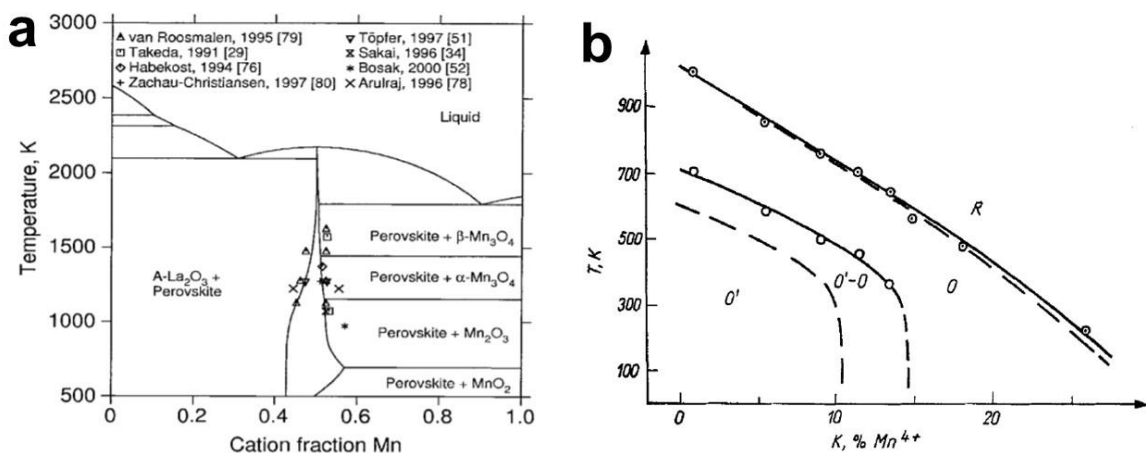 a
3000
2500
2000
1500
1000
500
Temperature, K
van Roosmalen, 1995 [79]
Takeda, 1991 [29]
Habekost, 1994 [76]
Zachau-Christiansen, 1997 [80]
Töpfer, 1997 [51]
Sakai, 1996 [34]
Bosak, 2000 [52]
Arulraj, 1996 [78]
Liquid
A-La₂O₃ +
Perovskite
Perovskite + β-Mn₃O₄
Perovskite + α-Mn₃O₄
Perovskite + Mn₂O₃
Perovskite + MnO₂
0 0.2 0.4 0.6 0.8 1.0
Cation fraction Mn
b
900
700
500
300
100
T, K
R
O'
O'-O
O
0 10 20
K, % Mn⁴⁺